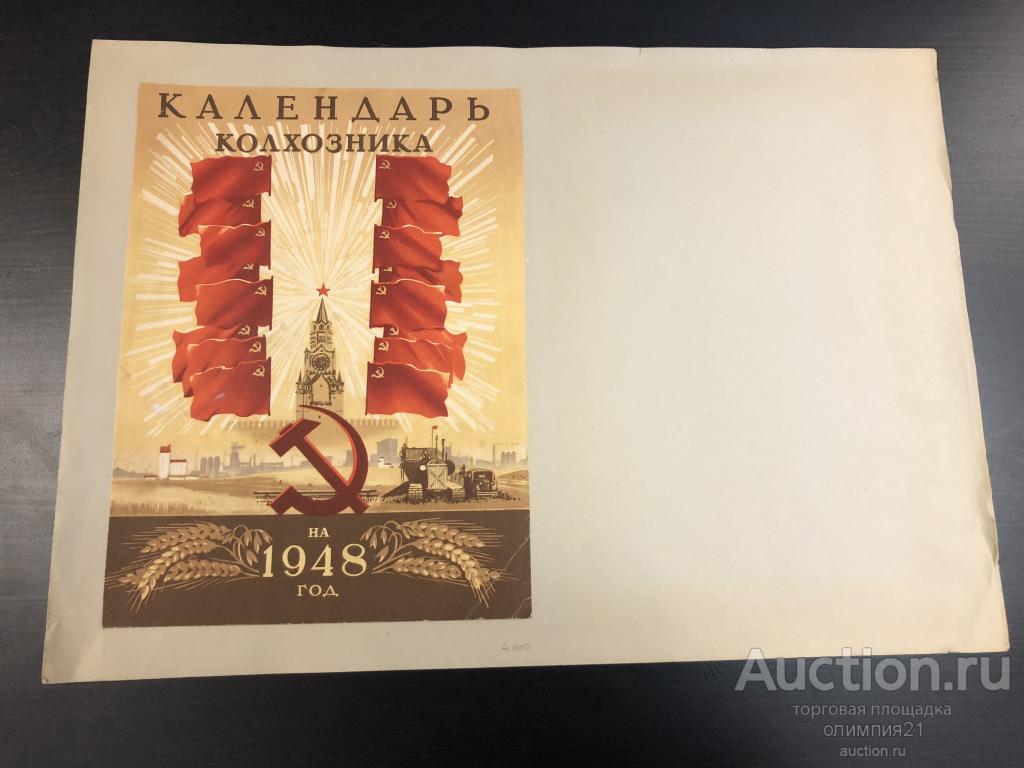 КАЛЕНДАРЬ
КОЛХОЗНИКА
НА
1948
ГОД
4.000
Auction.ru
торговая площадка
олимпия21
auction.ru